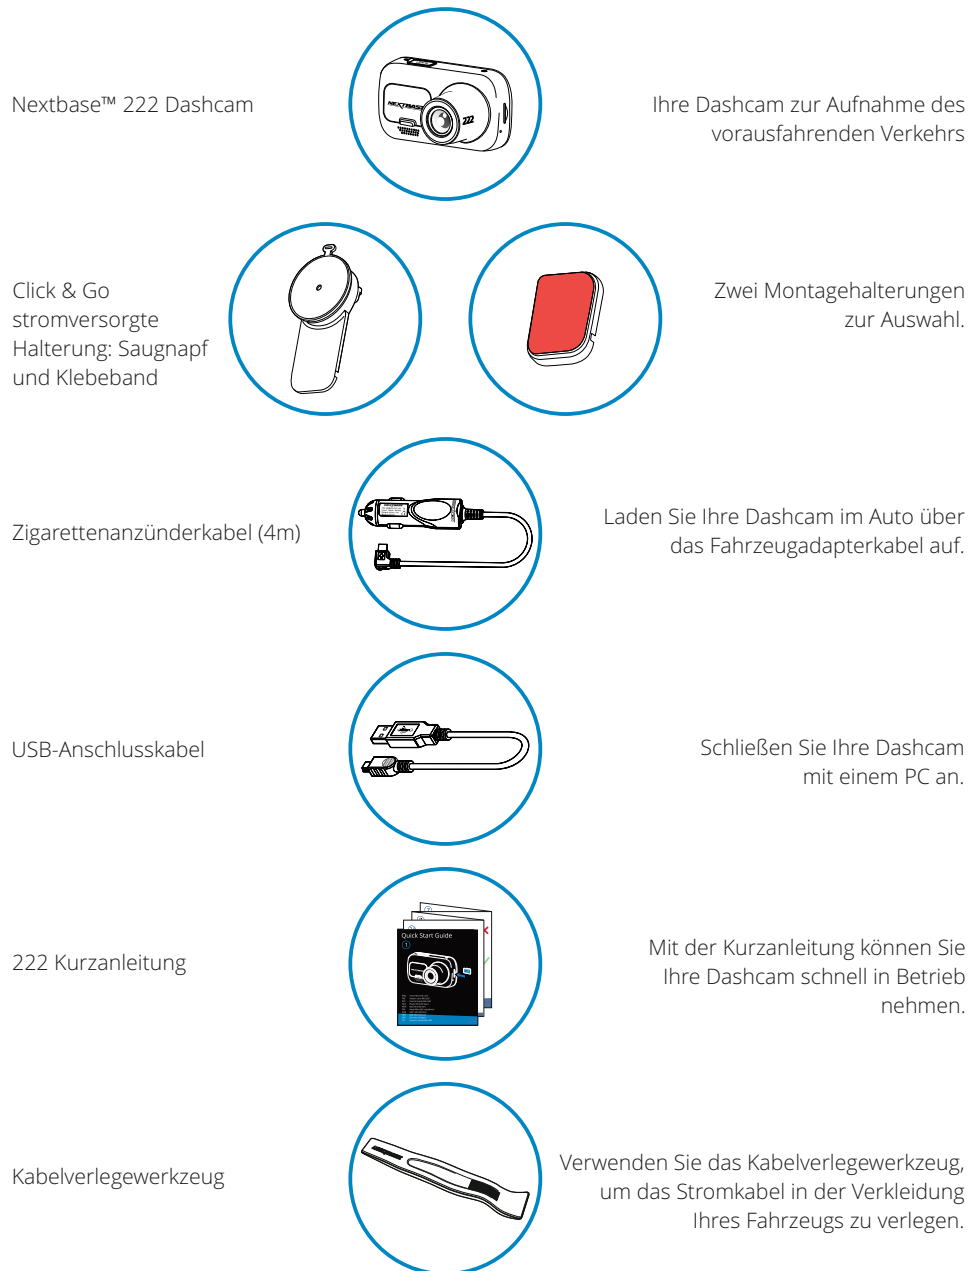 Nextbase™ 222 Dashcam
NEXTBASE
222
Ihre Dashcam zur Aufnahme des
vorausfahrenden Verkehrs
Click & Go
stromversorgte
Halterung: Saugnapf
und Klebeband
Zwei Montagehalterungen
zur Auswahl.
Zigarettenanzünderkabel (4m)
Laden Sie Ihre Dashcam im Auto über
das Fahrzeugadapterkabel auf.
USB-Anschlusskabel
Schließen Sie Ihre Dashcam
mit einem PC an.
222 Kurzanleitung
Quick Start Guide
1
Mit der Kurzanleitung können Sie
Ihre Dashcam schnell in Betrieb
nehmen.
Kabelverlegewerkzeug
Verwenden Sie das Kabelverlegewerkzeug,
um das Stromkabel in der Verkleidung
Ihres Fahrzeugs zu verlegen.